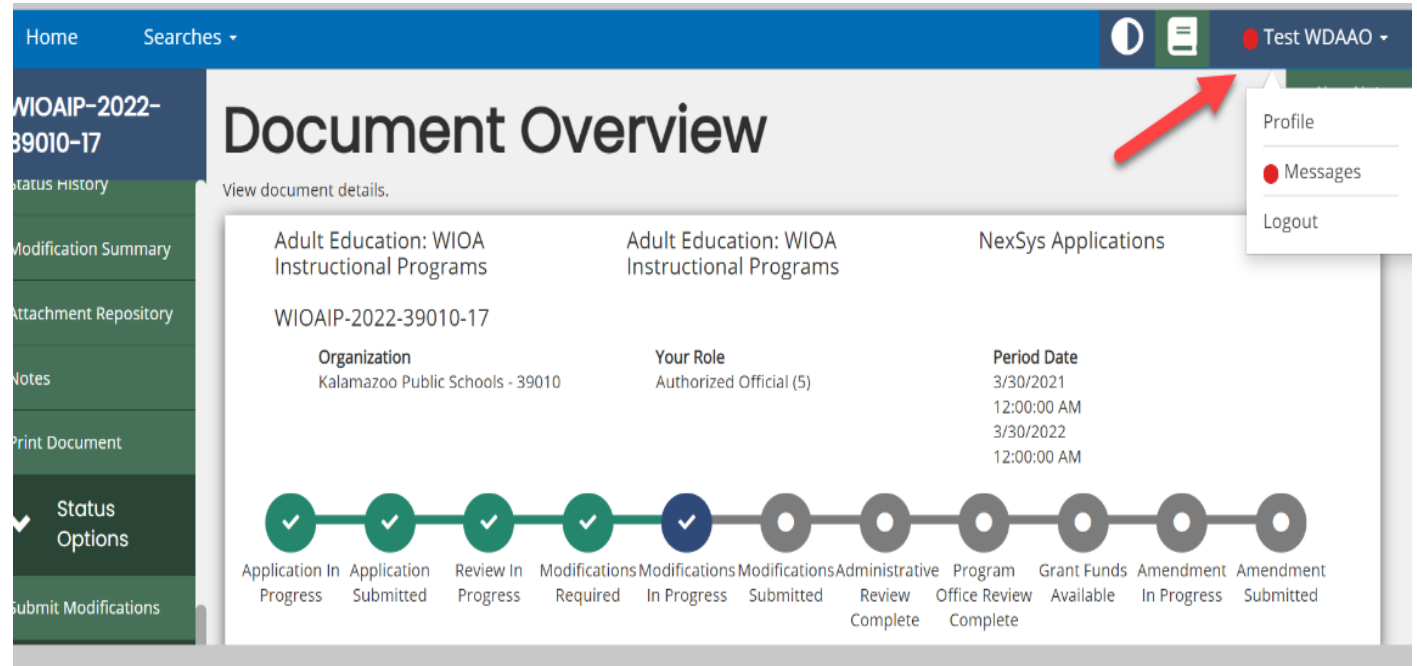 Home Searches
Test WDAAO
WIOAIP-2022-
39010-17
Status History
Modification Summary
Attachment Repository
Notes
Print Document
Status
Options
Submit Modifications
Document Overview
View document details.
Profile
Messages
Logout
Adult Education: WIOA
Instructional Programs
Adult Education: WIOA
Instructional Programs
NexSys Applications
WIOAIP-2022-39010-17
Organization
Kalamazoo Public Schools - 39010
Your Role
Authorized Official (5)
Period Date
3/30/2021
12:00:00 AM
3/30/2022
12:00:00 AM
Application In
Progress
Application
Submitted
Review In
Progress
Modifications
Required
Modifications
In Progress
Modifications
Submitted
Administrative
Review
Complete
Program
Office Review
Complete
Grant Funds
Available
Amendment
In Progress
Amendment
Submitted